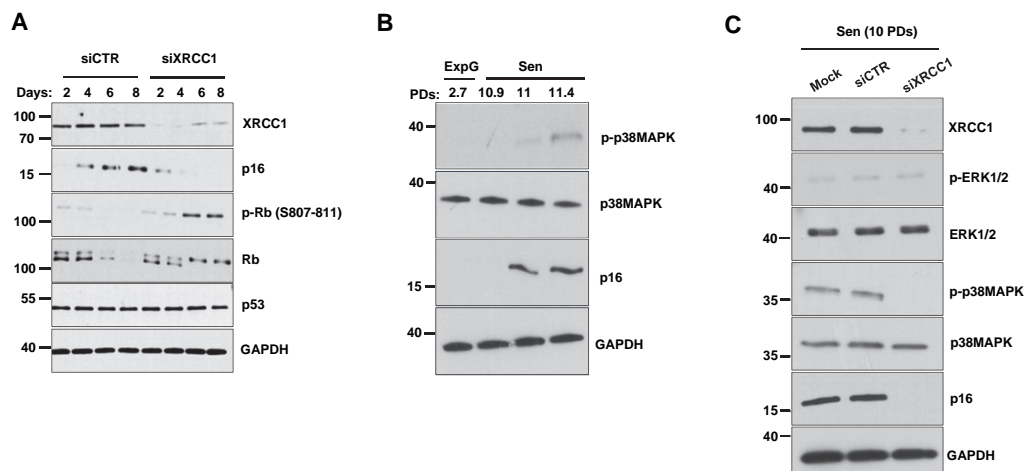 A
siCTR siXRCC1
Days: 2 4 6 8 2 4 6 8
100
70
XRCC1
15
p16
100
p-Rb (S807-811)
100
Rb
55
p53
40
GAPDH
B
ExpG Sen
PDs: 2.7 10.9 11 11.4
40
p-p38MAPK
40
p38MAPK
15
p16
40
GAPDH
C
Sen (10 PDs)
Mock siCTR siXRCC1
100
XRCC1
40
p-ERK1/2
40
ERK1/2
35
p-p38MAPK
35
p38MAPK
15
p16
40
GAPDH